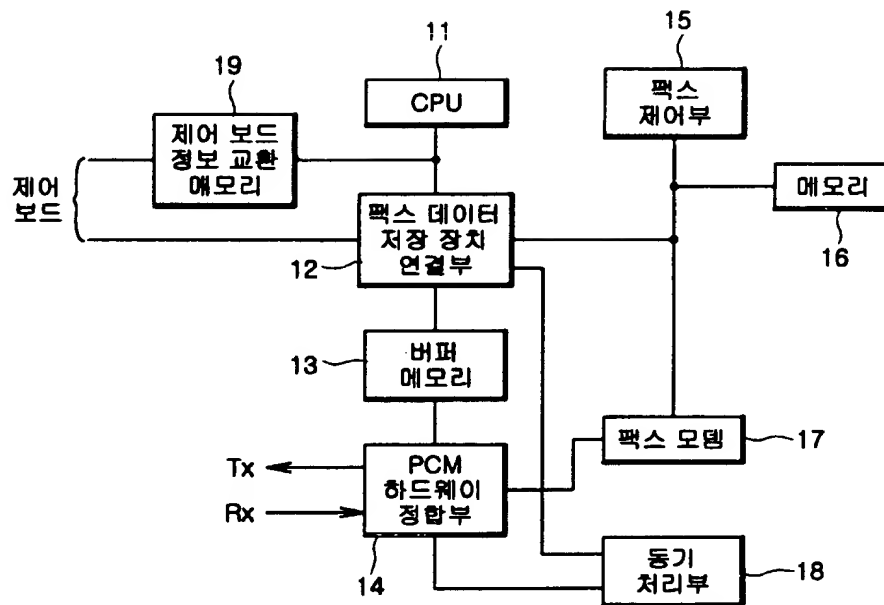 11
CPU
15
팩스
제어부
19
제어 보드
정보 교환
메모리
제어
보드
메모리
16
팩스 데이터
저장 장치
연결부
12
13
버퍼
메모리
팩스 모뎀
17
Tx
Rx
PCM
하드웨이
정합부
14
동기
처리부
18